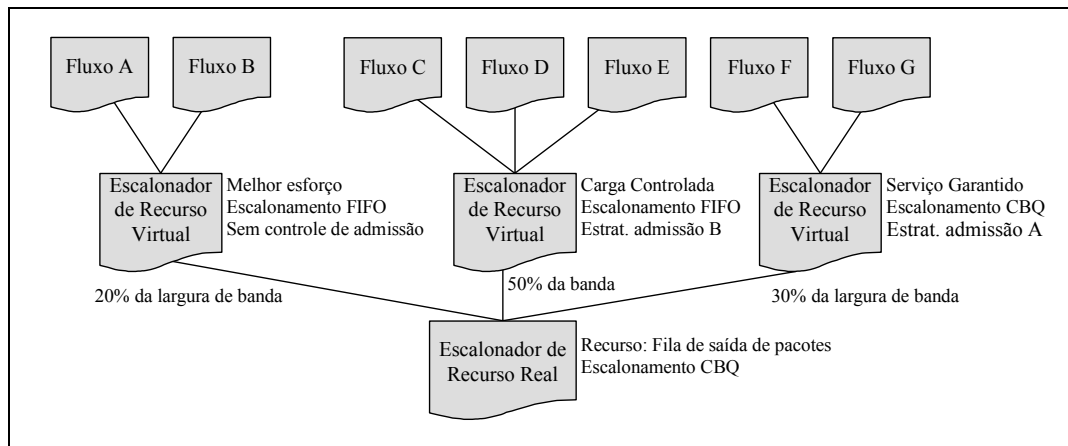 Fluxo A
Fluxo B
Fluxo C
Fluxo D
Fluxo E
Fluxo F
Fluxo G
Escalonador
de Recurso
Virtual
Melhor esforço
Escalonamento FIFO
Sem controle de admissão
Escalonador
de Recurso
Virtual
Carga Controlada
Escalonamento FIFO
Estrat. admissão B
Escalonador
de Recurso
Virtual
Serviço Garantido
Escalonamento CBQ
Estrat. admissão A
20% da largura de banda
50% da banda
30% da largura de banda
Escalonador de
Recurso Real
Recurso: Fila de saída de pacotes
Escalonamento CBQ